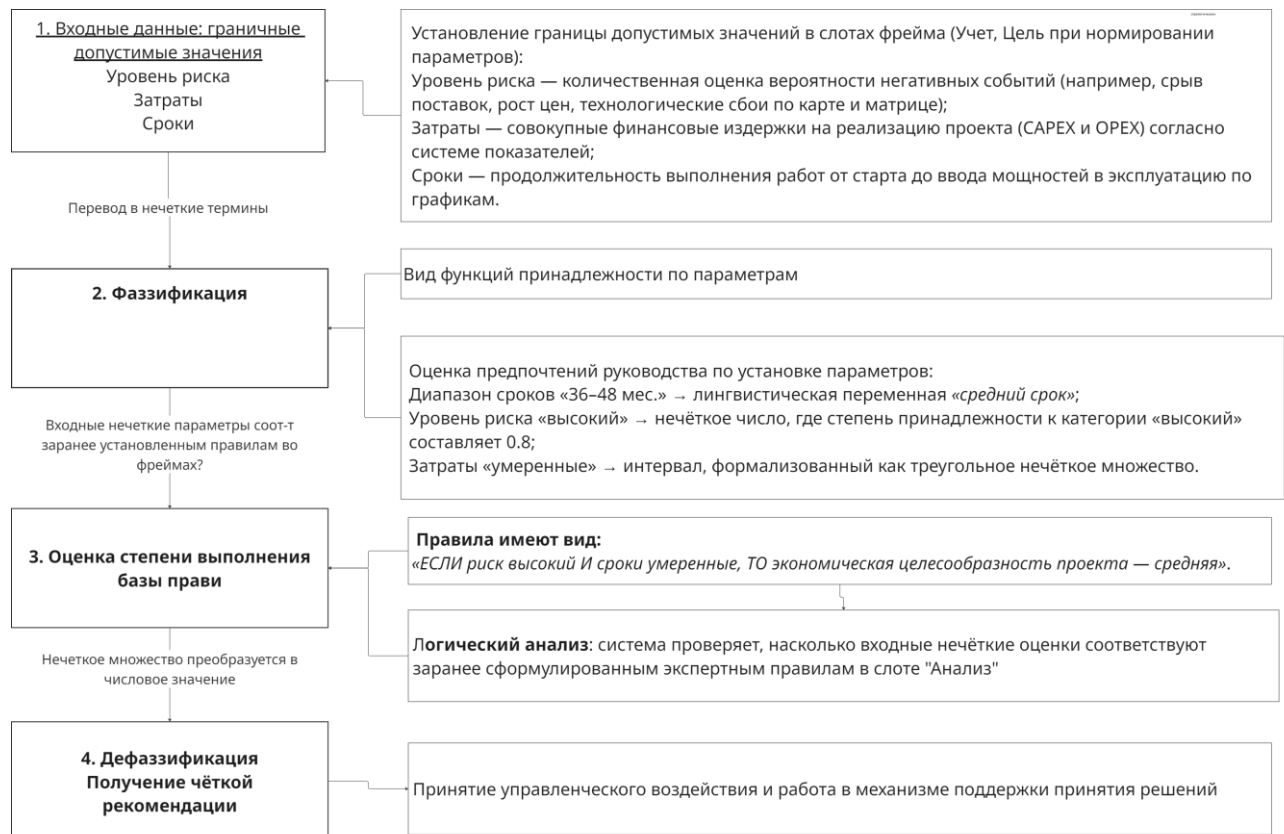 1. Входные данные: граничные
допустимые значения
Уровень риска
Затраты
Сроки
Установление границы допустимых значений в слотах фрейма (Учет, Цель при нормировании
параметров):
Уровень риска — количественная оценка вероятности негативных событий (например, срыв
поставок, рост цен, технологические сбои по карте и матрице);
Затраты — совокупные финансовые издержки на реализацию проекта (CAPEX и OPEX) согласно
системе показателей;
Сроки — продолжительность выполнения работ от старта до ввода мощностей в эксплуатацию по
графикам.
Перевод в нечеткие термины
2. Фаззификация
Вид функций принадлежности по параметрам
Оценка предпочтений руководства по установке параметров:
Диапазон сроков «36–48 мес.» → лингвистическая переменная «средний срок»;
Уровень риска «высокий» → нечёткое число, где степень принадлежности к категории «высокий»
составляет 0.8;
Затраты «умеренные» → интервал, формализованный как треугольное нечёткое множество.
Входные нечеткие параметры соот-т
заранее установленным правилам во
фреймах?
3. Оценка степени выполнения
базы прави
Правила имеют вид:
«ЕСЛИ риск высокий И сроки умеренные, ТО экономическая целесообразность проекта — средняя».
Логический анализ: система проверяет, насколько входные нечёткие оценки соответствуют
заранее сформулированным экспертным правилам в слоте "Анализ"
Нечеткое множество преобразуется в
числовое значение
4. Дефаззификация
Получение чёткой
рекомендации
Принятие управленческого воздействия и работа в механизме поддержки принятия решений